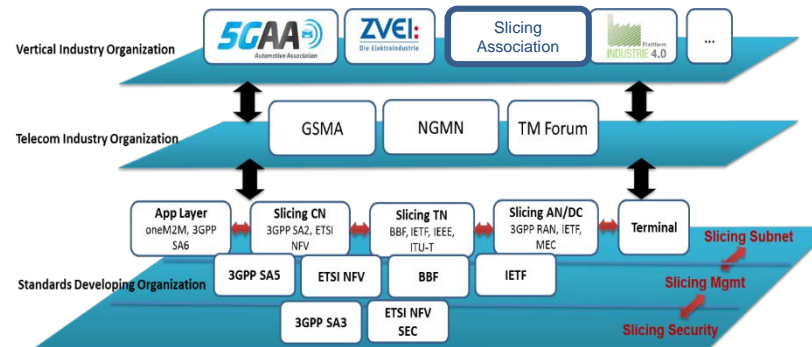 Vertical Industry Organization
5GAA
Automotive Association
ZVEI:
Die Elektroindustrie
Slicing
Association
Plattform
INDUSTRIE 4.0
...
Telecom Industry Organization
GSMA
NGMN
TM Forum
App Layer
oneM2M, 3GPP
SA6
Slicing CN
3GPP SA2, ETSI
NFV
Slicing TN
BBF, IETF, IEEE,
ITU-T
Slicing AN/DC
3GPP RAN, IETF,
MEC
Terminal
Slicing Subnet
Standards Developing Organization
3GPP SA5
ETSI NFV
BBF
IETF
Slicing Mgmt
3GPP SA3
ETSI NFV
SEC
Slicing Security